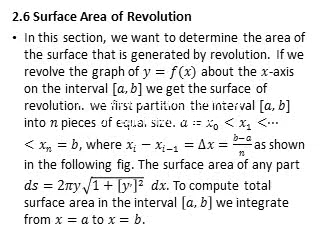 2.6 Surface Area of Revolution
• In this section, we want to determine the area of
the surface that is generated by revolution. If we
revolve the graph of y = f(x) about the x-axis
on the interval [a, b] we get the surface of
revolution. we first partition the interval [a, b]
into n pieces of equal size. a = x₀ < x₁ < ⋯
< xₙ = b, where xᵢ − xᵢ₋₁ = Δx = (b−a)/n as shown
in the following fig. The surface area of any part
ds = 2πy√(1 + [y']²) dx. To compute total
surface area in the interval [a, b] we integrate
from x = a to x = b.